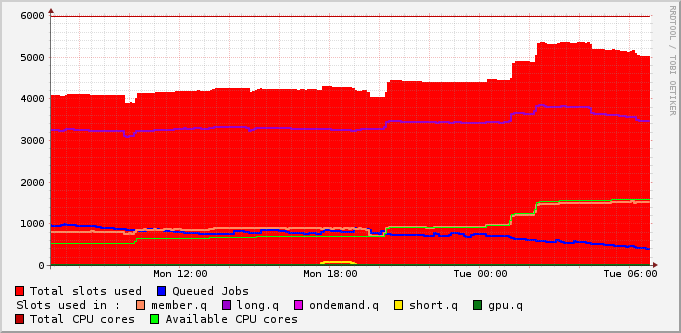 RRDTOOL / TOBI OETIKER
6000
5000
4000
3000
2000
1000
0
Mon 12:00 Mon 18:00 Tue 00:00 Tue 06:00
Total slots used Queued Jobs
Slots used in : member.q long.q ondemand.q short.q gpu.q
Total CPU cores Available CPU cores